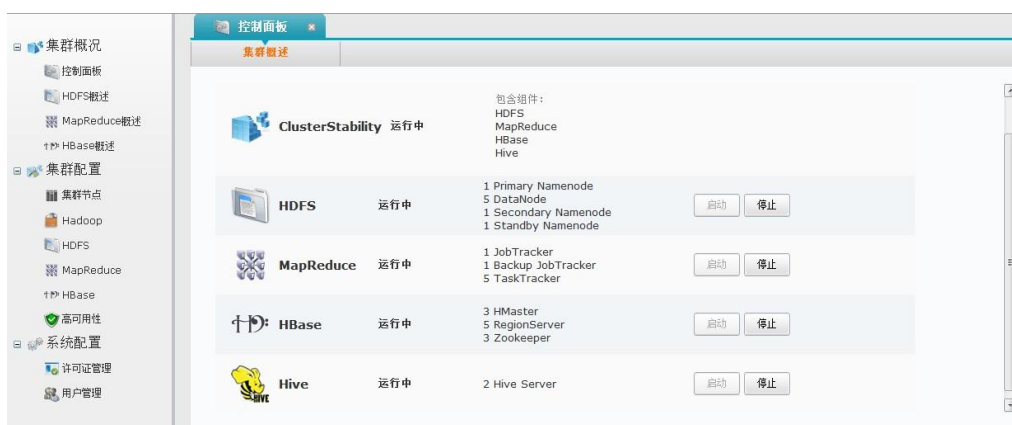 集群概况
控制面板
HDFS概述
MapReduce概述
HBase概述
集群配置
集群节点
Hadoop
HDFS
MapReduce
HBase
高可用性
系统配置
许可证管理
用户管理
控制面板
集群概述
ClusterStability 运行中
包含组件:
HDFS
MapReduce
HBase
Hive
HDFS 运行中
1 Primary Namenode
5 DataNode
1 Secondary Namenode
1 Standby Namenode
启动 停止
MapReduce 运行中
1 JobTracker
1 Backup JobTracker
5 TaskTracker
启动 停止
HBase 运行中
3 HMaster
5 RegionServer
3 Zookeeper
启动 停止
HIVE
Hive 运行中
2 Hive Server
启动 停止